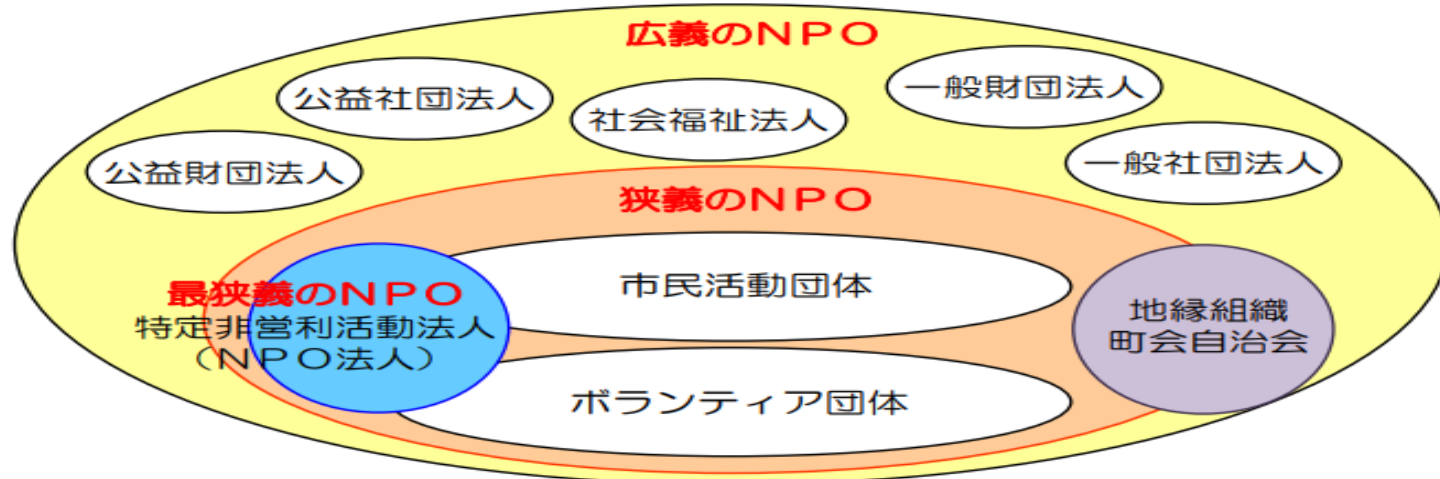 広義のNPO
公益社団法人
一般財団法人
社会福祉法人
公益財団法人
一般社団法人
狭義のNPO
市民活動団体
最狭義のNPO
特定非営利活動法人
（NPO法人）
地縁組織
町会自治会
ボランティア団体